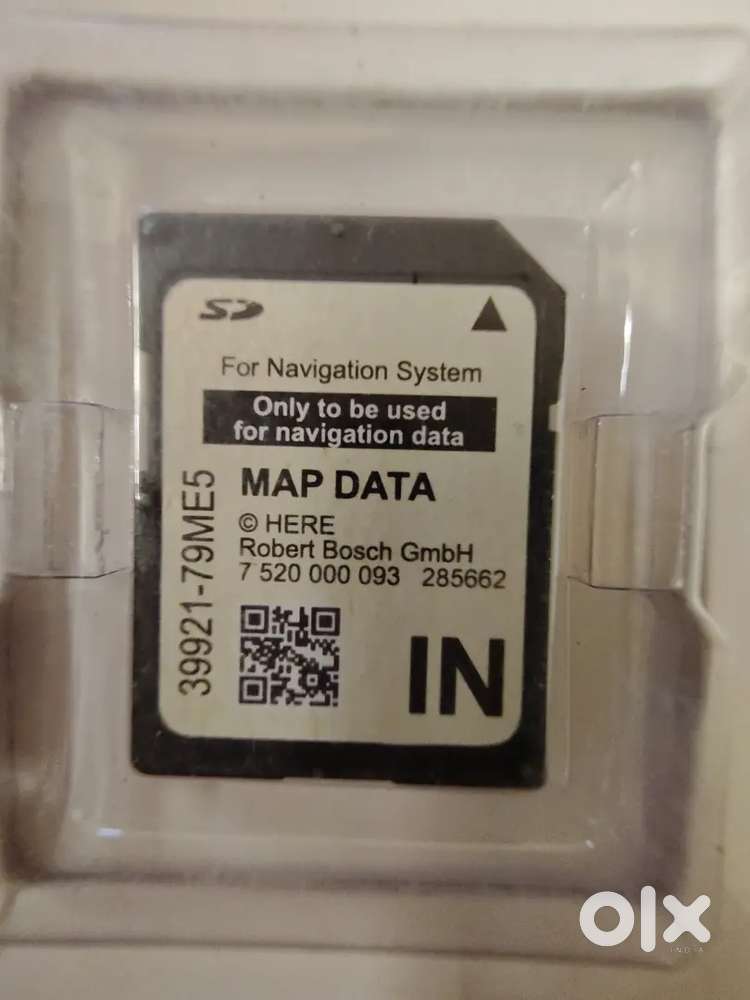 SD
For Navigation System
Only to be used
for navigation data
MAP DATA
© HERE
Robert Bosch GmbH
7 520 000 093 285662
39921-79ME5
IN
olx
INDIA